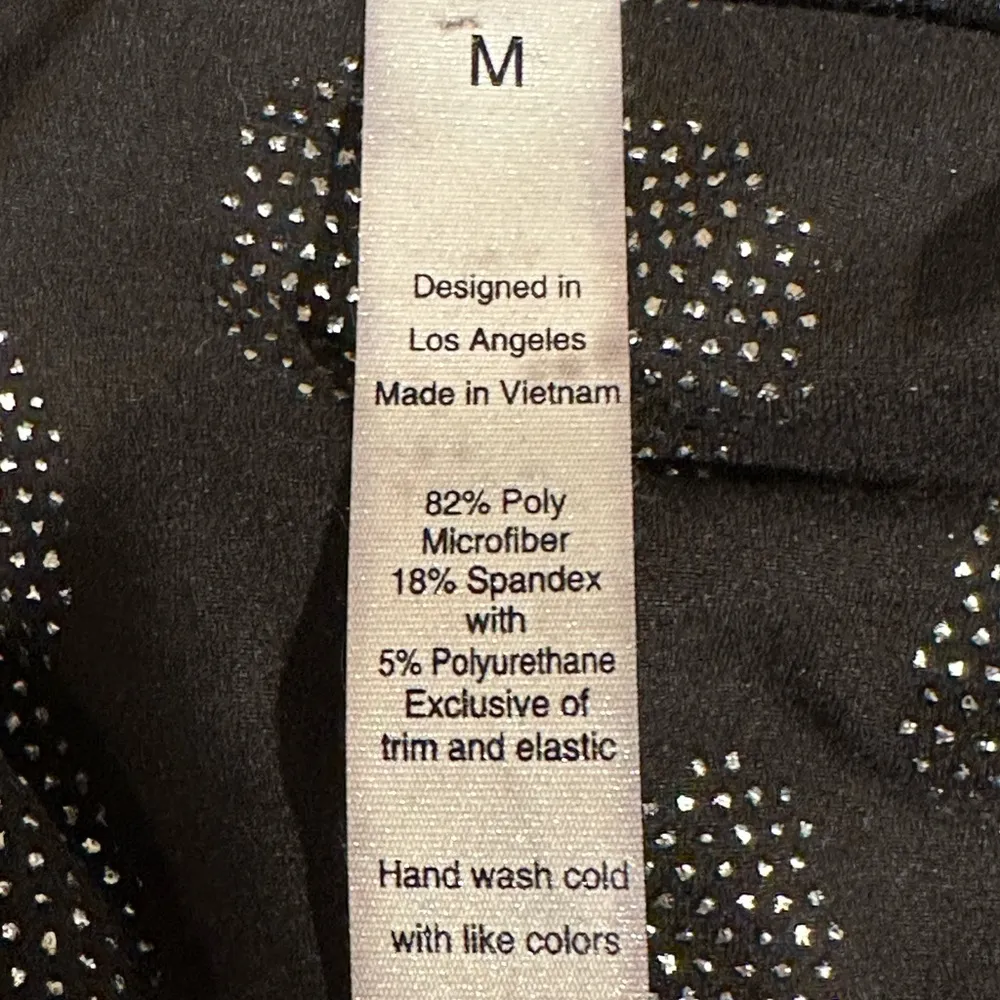 M
Designed in
Los Angeles
Made in Vietnam
82% Poly
Microfiber
18% Spandex
with
5% Polyurethane
Exclusive of
trim and elastic
Hand wash cold
with like colors